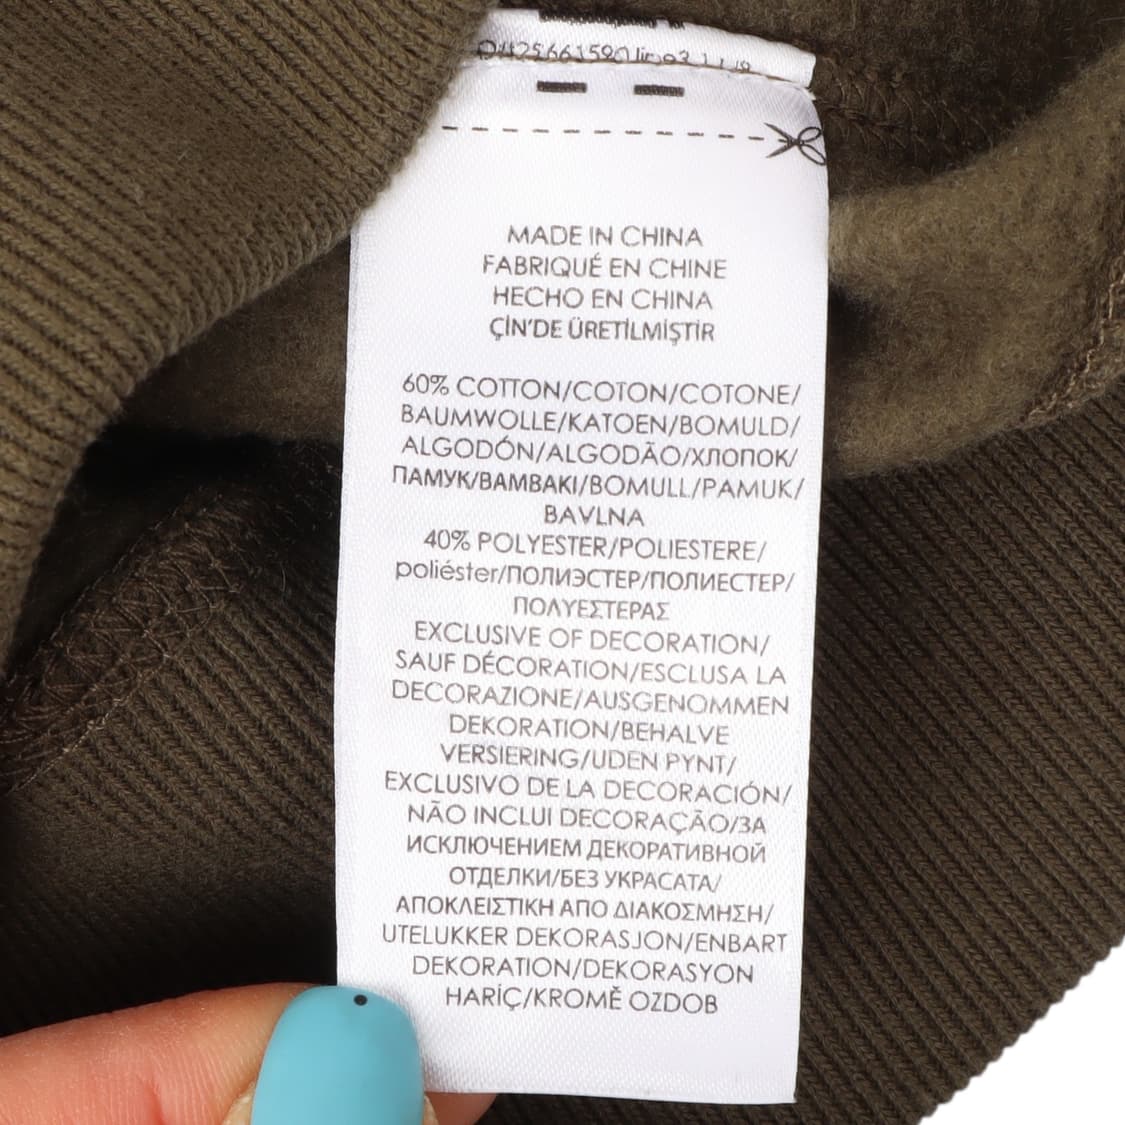 MADE IN CHINA
FABRIQUÉ EN CHINE
HECHO EN CHINA
ÇİN'DE ÜRETİLMİŞTİR
60% COTTON/COTON/COTONE/
BAUMWOLLE/KATOEN/BOMULD/
ALGODÓN/ALGODÃO/ХЛОПОК/
ПАМУК/ΒΑΜΒΑΚΙ/BOMULL/PAMUK/
BAVLNA
40% POLYESTER/POLIESTERE/
poliéster/ПОЛИЭСТЕР/ПОЛИЕСТЕР/
ΠΟΛΥΕΣΤΕΡΑΣ
EXCLUSIVE OF DECORATION/
SAUF DÉCORATION/ESCLUSA LA
DECORAZIONE/AUSGENOMMEN
DEKORATION/BEHALVE
VERSIERING/UDEN PYNT/
EXCLUSIVO DE LA DECORACIÓN/
NÃO INCLUI DECORAÇÃO/ЗА
ИСКЛЮЧЕНИЕМ ДЕКОРАТИВНОЙ
ОТДЕЛКИ/БЕЗ УКРАСАТА/
ΑΠΟΚΛΕΙΣΤΙΚΗ ΑΠΟ ΔΙΑΚΟΣΜΗΣΗ/
UTELUKKER DEKORASJON/ENBART
DEKORATION/DEKORASYON
HARİÇ/KROMĚ OZDOB